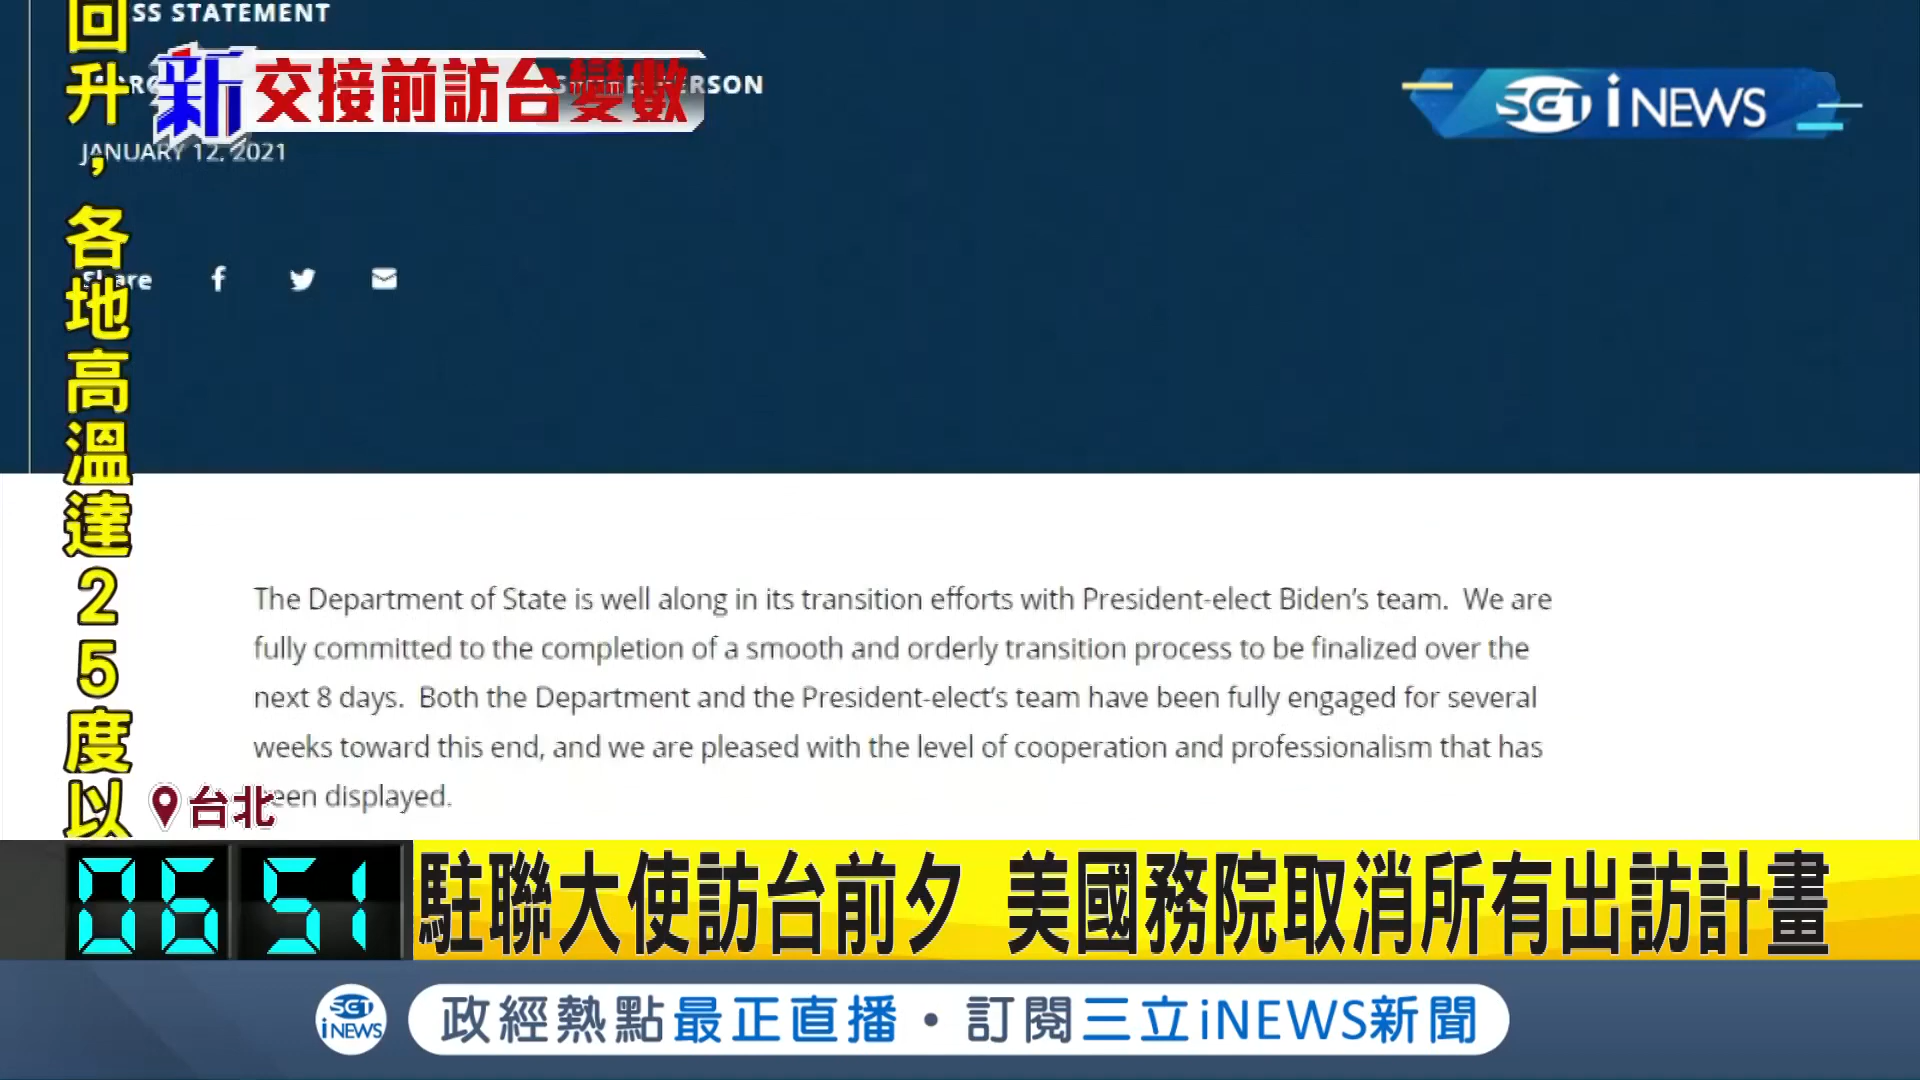 SS STATEMENT
新 交接前訪台變數
RSON
JANUARY 12, 2021
SET iNEWS
Share
回升，各地高溫達25度以
The Department of State is well along in its transition efforts with President-elect Biden's team. We are
fully committed to the completion of a smooth and orderly transition process to be finalized over the
next 8 days. Both the Department and the President-elect's team have been fully engaged for several
weeks toward this end, and we are pleased with the level of cooperation and professionalism that has
een displayed.
台北
06 51
駐聯大使訪台前夕 美國務院取消所有出訪計畫
SET iNEWS
政經熱點最正直播・訂閱三立iNEWS新聞